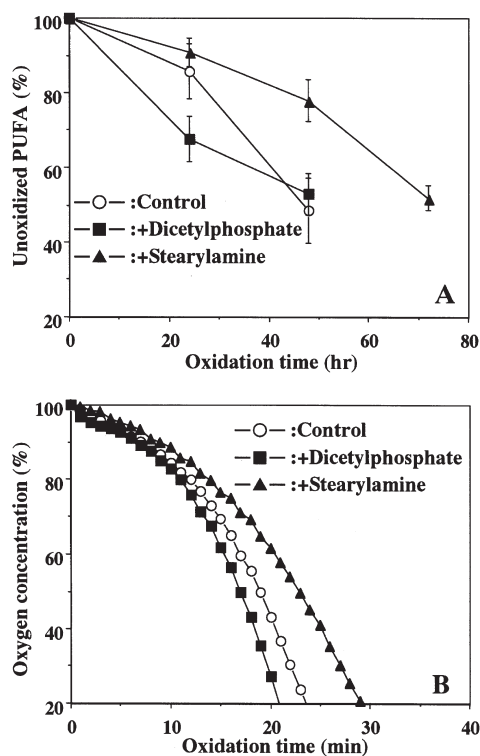 100
80
60
40
20
Unoxidized PUFA (%)
:Control
:+Dicetylphosphate
:+Stearylamine
A
0 20 40 60 80
Oxidation time (hr)
100
80
60
40
20
Oxygen concentration (%)
:Control
:+Dicetylphosphate
:+Stearylamine
B
0 10 20 30 40
Oxidation time (min)